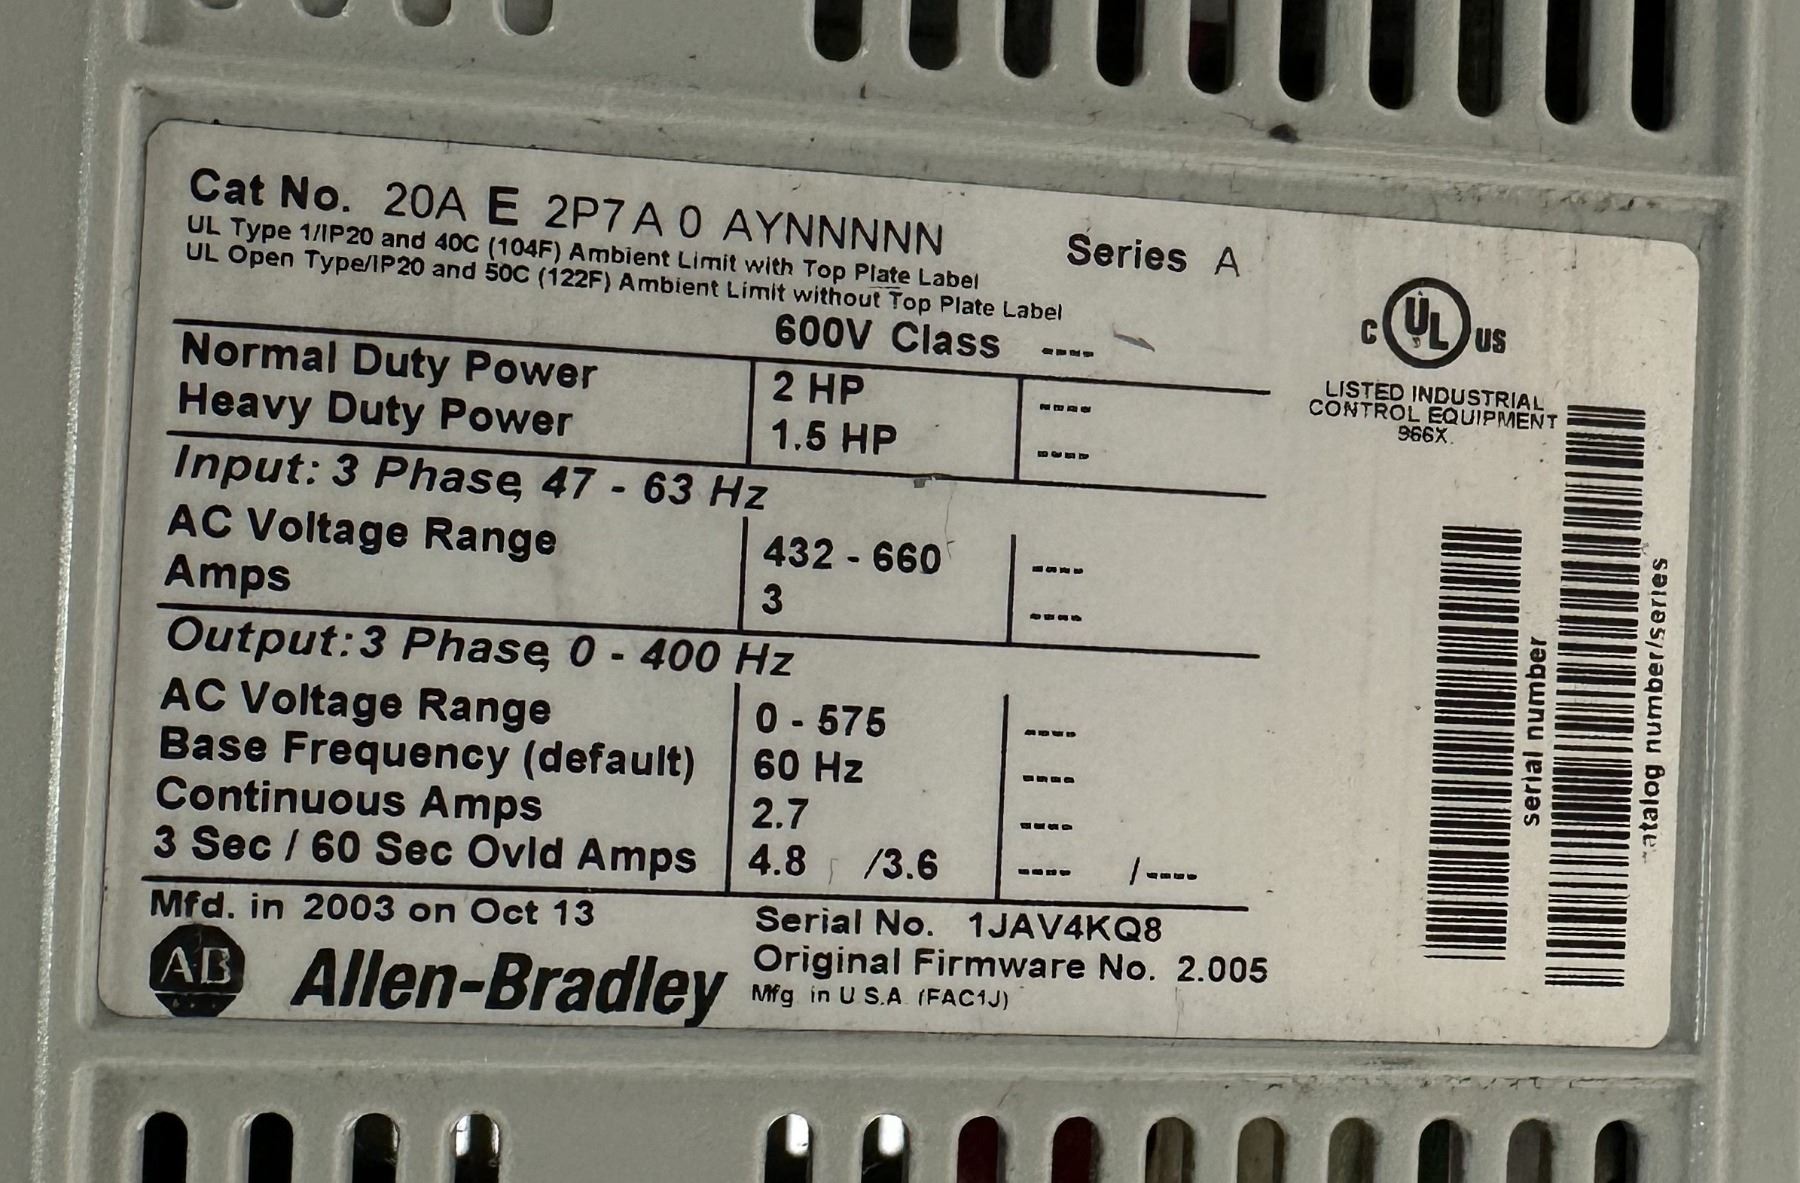 Cat No. 20A E 2P7 A 0 AYNNNNN Series A
UL Type 1/IP20 and 40C (104F) Ambient Limit with Top Plate Label
UL Open Type/IP20 and 50C (122F) Ambient Limit without Top Plate Label
600V Class ----
Normal Duty Power 2 HP ----
Heavy Duty Power 1.5 HP ----
Input: 3 Phase, 47 - 63 Hz
AC Voltage Range 432 - 660 ----
Amps 3 ----
Output: 3 Phase, 0 - 400 Hz
AC Voltage Range 0 - 575 ----
Base Frequency (default) 60 Hz ----
Continuous Amps 2.7 ----
3 Sec / 60 Sec Ovld Amps 4.8 /3.6 ---- /----
Mfd. in 2003 on Oct 13
Serial No. 1JAV4KQ8
AB Allen-Bradley
Original Firmware No. 2.005
Mfg. in U.S.A. (FAC1J)
C UL US
LISTED INDUSTRIAL
CONTROL EQUIPMENT
966X.
serial number
catalog number/series